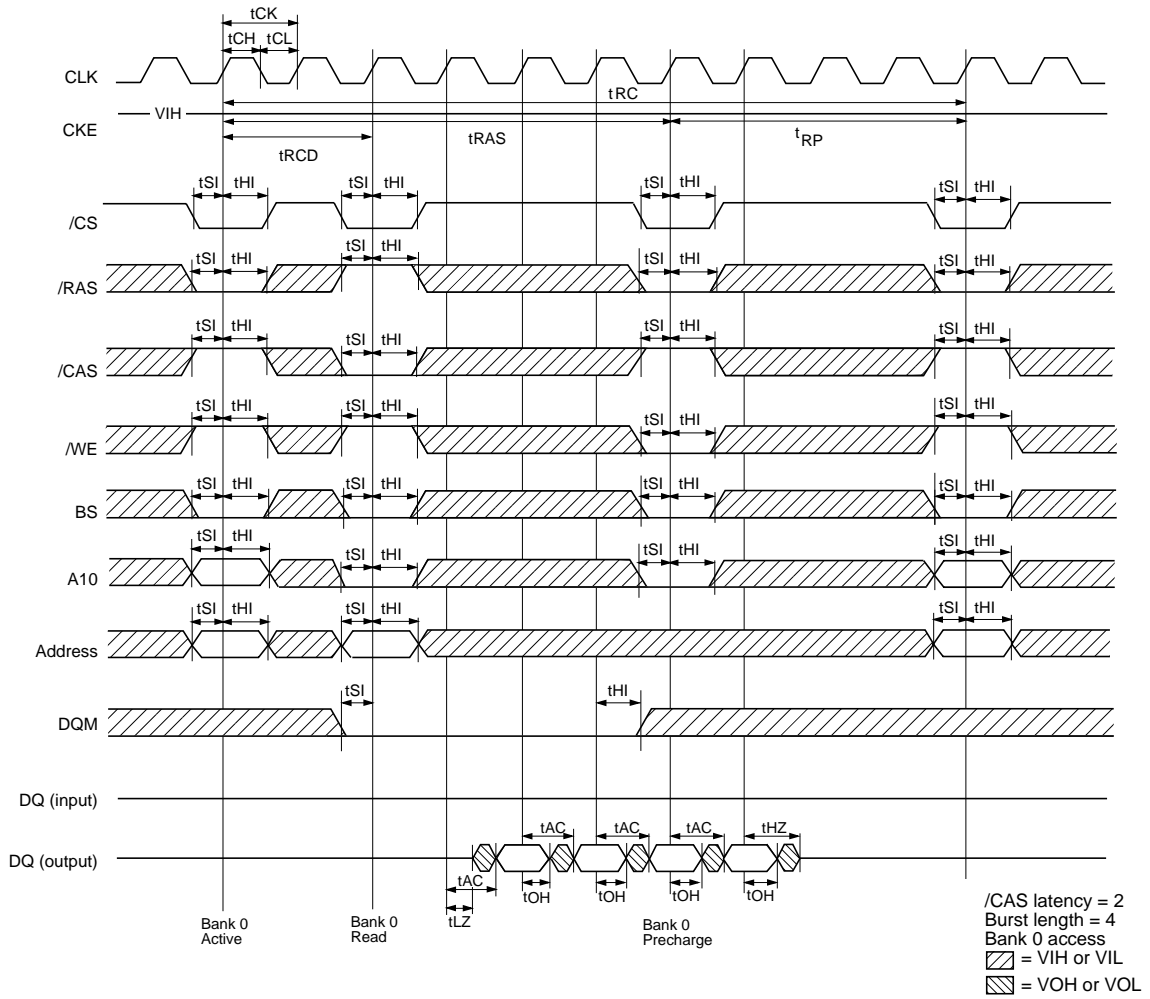 tCK
tCH tCL
CLK
tRC
VIH
CKE
tRAS
tRP
tRCD
tSI tHI tSI tHI tSI tHI tSI tHI
/CS
tSI tHI tSI tHI tSI tHI tSI tHI
/RAS
tSI tHI tSI tHI tSI tHI tSI tHI
/CAS
tSI tHI tSI tHI tSI tHI tSI tHI
/WE
tSI tHI tSI tHI tSI tHI tSI tHI
BS
tSI tHI tSI tHI tSI tHI tSI tHI
A10
tSI tHI tSI tHI tSI tHI
Address
tSI tHI
DQM
DQ (input)
tAC tAC tAC tHZ
DQ (output)
tAC
tOH tOH tOH tOH
tLZ
Bank 0
Active
Bank 0
Read
Bank 0
Precharge
/CAS latency = 2
Burst length = 4
Bank 0 access
= VIH or VIL
= VOH or VOL